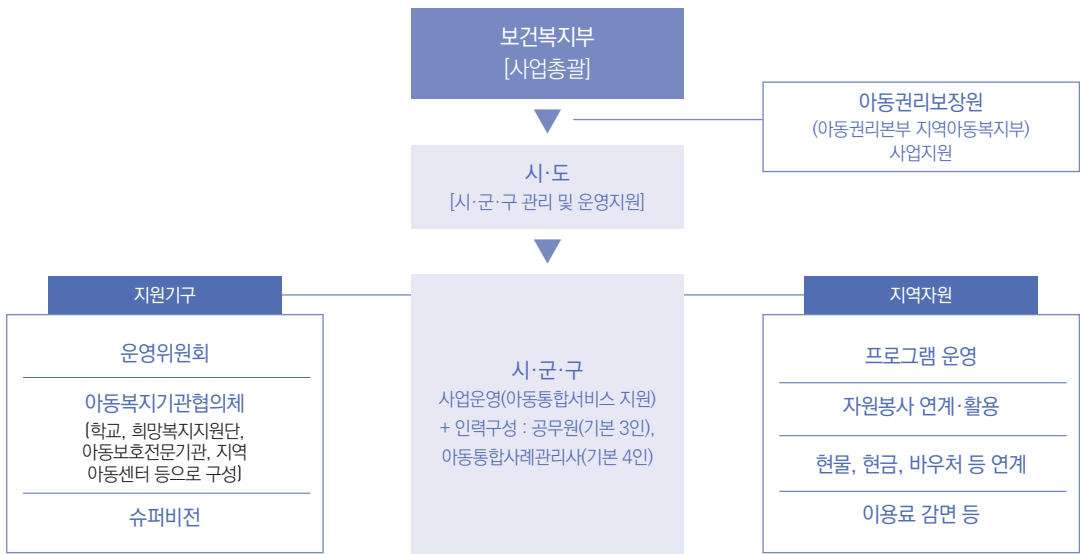 보건복지부
[사업총괄]
아동권리보장원
(아동권리본부 지역아동복지부)
사업지원
시·도
[시·군·구 관리 및 운영지원]
지원기구
운영위원회
아동복지기관협의체
(학교, 희망복지지원단,
아동보호전문기관, 지역
아동센터 등으로 구성)
슈퍼비전
시·군·구
사업운영(아동통합서비스 지원)
+ 인력구성 : 공무원(기본 3인),
아동통합사례관리사(기본 4인)
지역자원
프로그램 운영
자원봉사 연계·활용
현물, 현금, 바우처 등 연계
이용료 감면 등